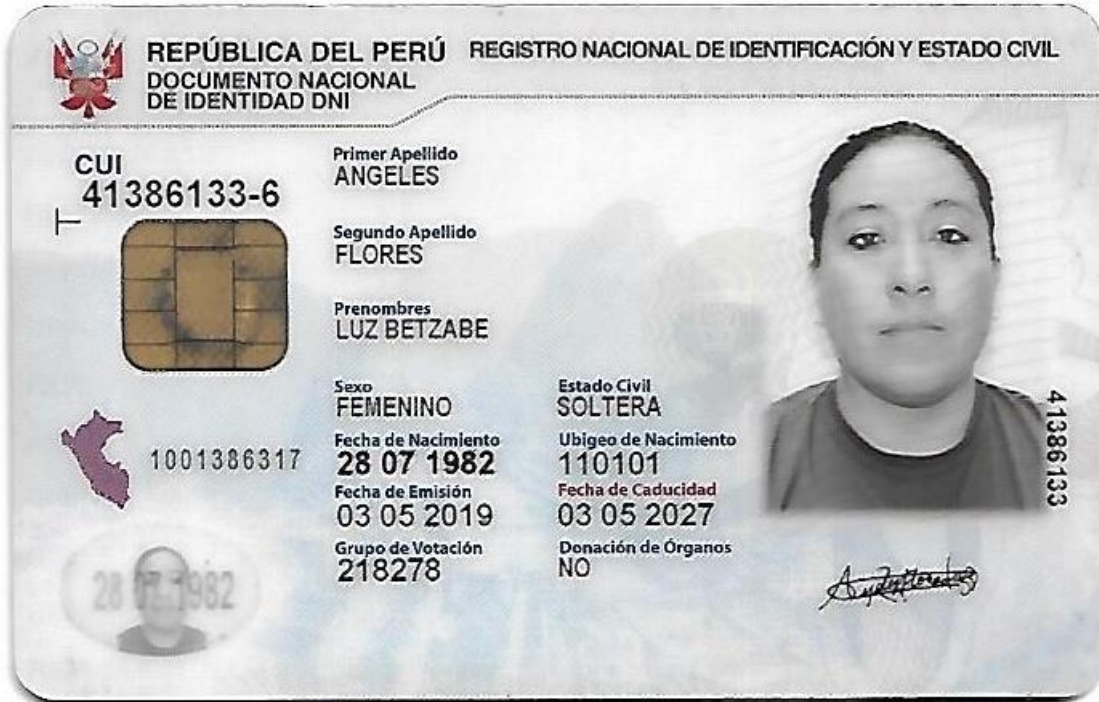 REPÚBLICA DEL PERÚ REGISTRO NACIONAL DE IDENTIFICACIÓN Y ESTADO CIVIL
DOCUMENTO NACIONAL
DE IDENTIDAD DNI
CUI
41386133-6
Primer Apellido
ANGELES
Segundo Apellido
FLORES
Prenombres
LUZ BETZABE
Sexo
FEMENINO
Estado Civil
SOLTERA
Fecha de Nacimiento
28 07 1982
Ubigeo de Nacimiento
110101
Fecha de Emisión
03 05 2019
Fecha de Caducidad
03 05 2027
Grupo de Votación
218278
Donación de Órganos
NO
1001386317
28 07 1982
41386133